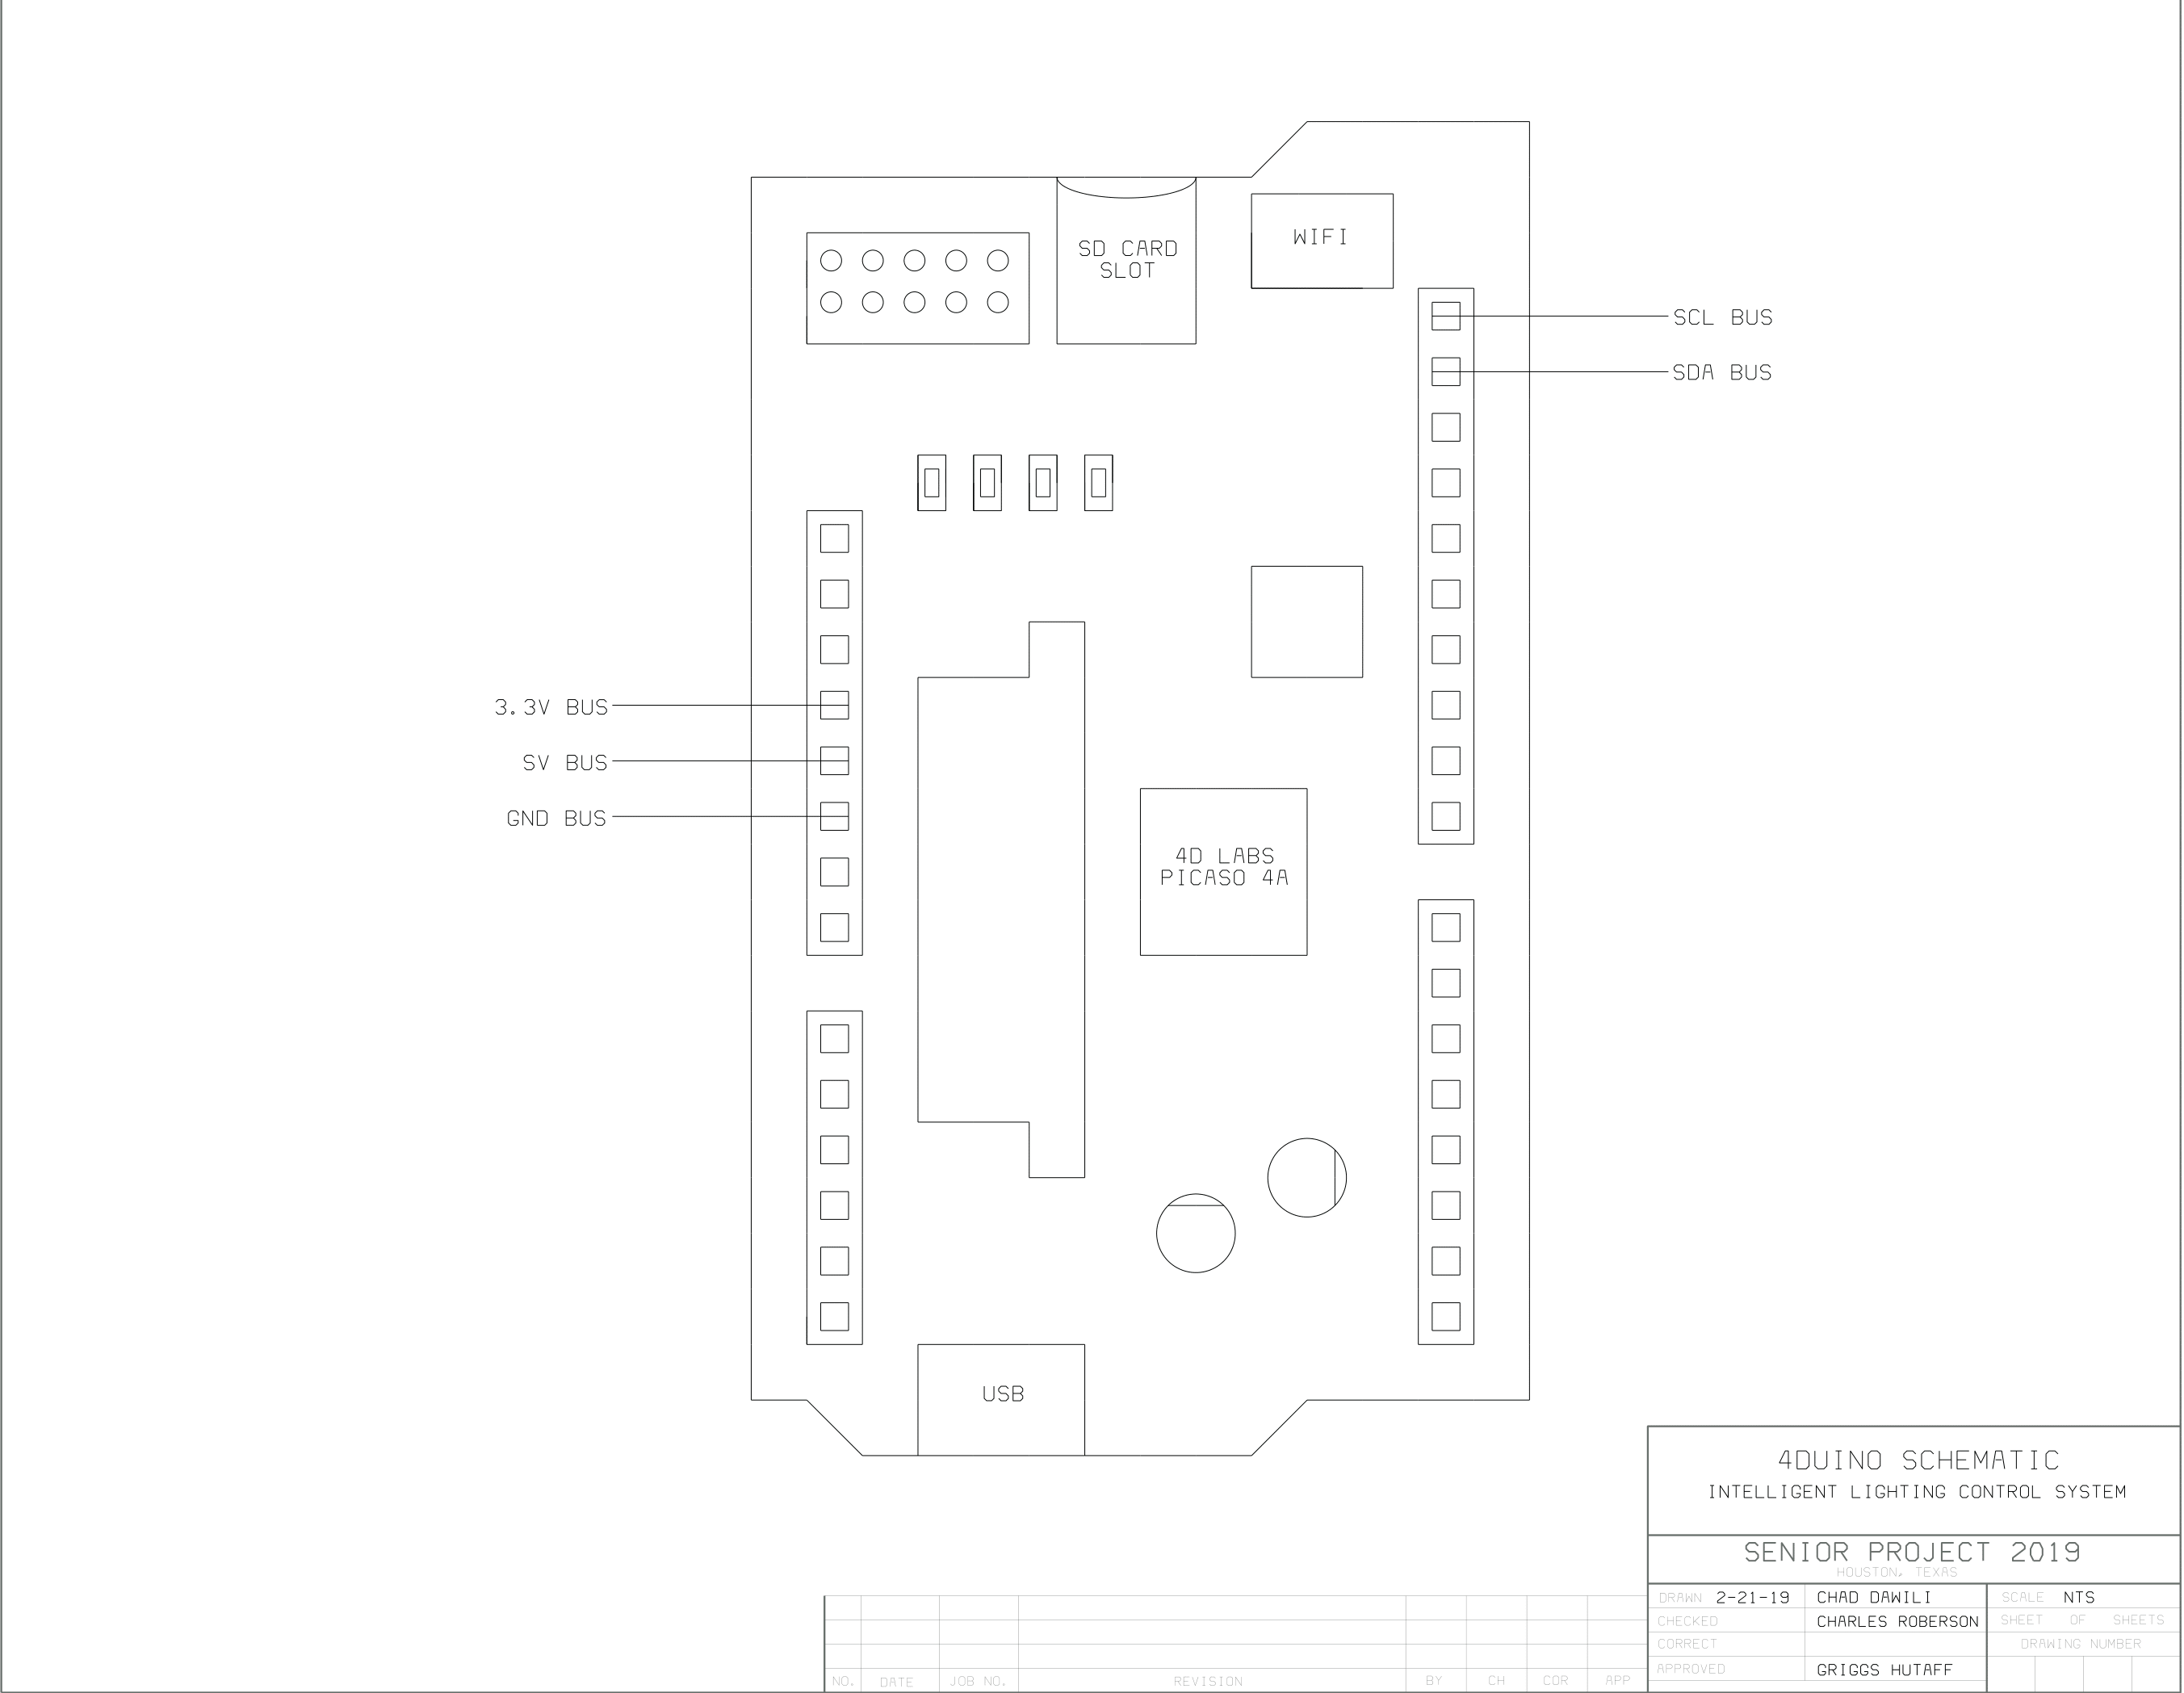 SD CARD
SLOT
WIFI
SCL BUS
SDA BUS
3.3V BUS
SV BUS
GND BUS
4D LABS
PICASO 4A
USB
4DUINO SCHEMATIC
INTELLIGENT LIGHTING CONTROL SYSTEM
SENIOR PROJECT 2019
HOUSTON, TEXAS
DRAWN 2-21-19 CHAD DAWILI SCALE NTS
CHECKED CHARLES ROBERSON SHEET OF SHEETS
CORRECT DRAWING NUMBER
APPROVED GRIGGS HUTAFF
NO. DATE JOB NO. REVISION BY CH COR APP